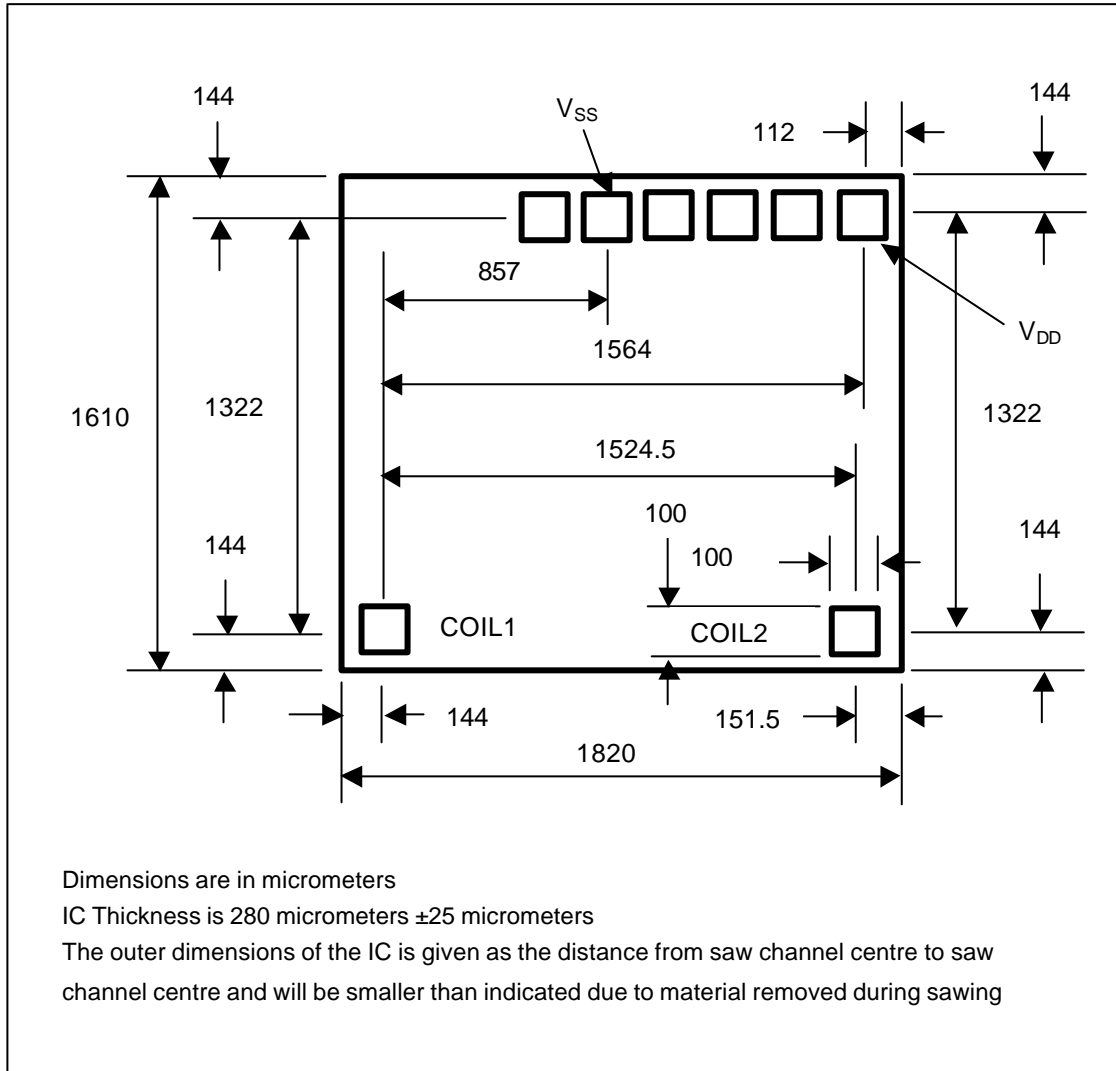 144
V_SS
144
112
857
V_DD
1564
1610
1322
1322
1524.5
100
144
144
100
COIL1
COIL2
144
151.5
1820
Dimensions are in micrometers
IC Thickness is 280 micrometers ±25 micrometers
The outer dimensions of the IC is given as the distance from saw channel centre to saw
channel centre and will be smaller than indicated due to material removed during sawing